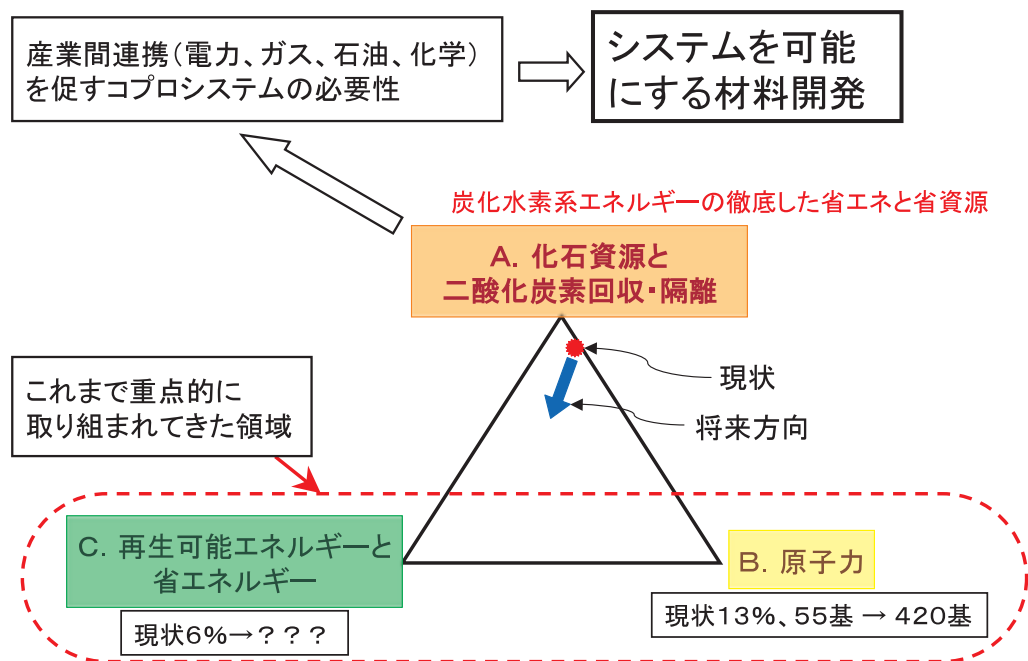 産業間連携（電力、ガス、石油、化学）
を促すコプロシステムの必要性
システムを可能
にする材料開発
炭化水素系エネルギーの徹底した省エネと省資源
A. 化石資源と
二酸化炭素回収・隔離
現状
将来方向
これまで重点的に
取り組まれてきた領域
C. 再生可能エネルギーと
省エネルギー
現状6%→？？？
B. 原子力
現状13%、55基 → 420基